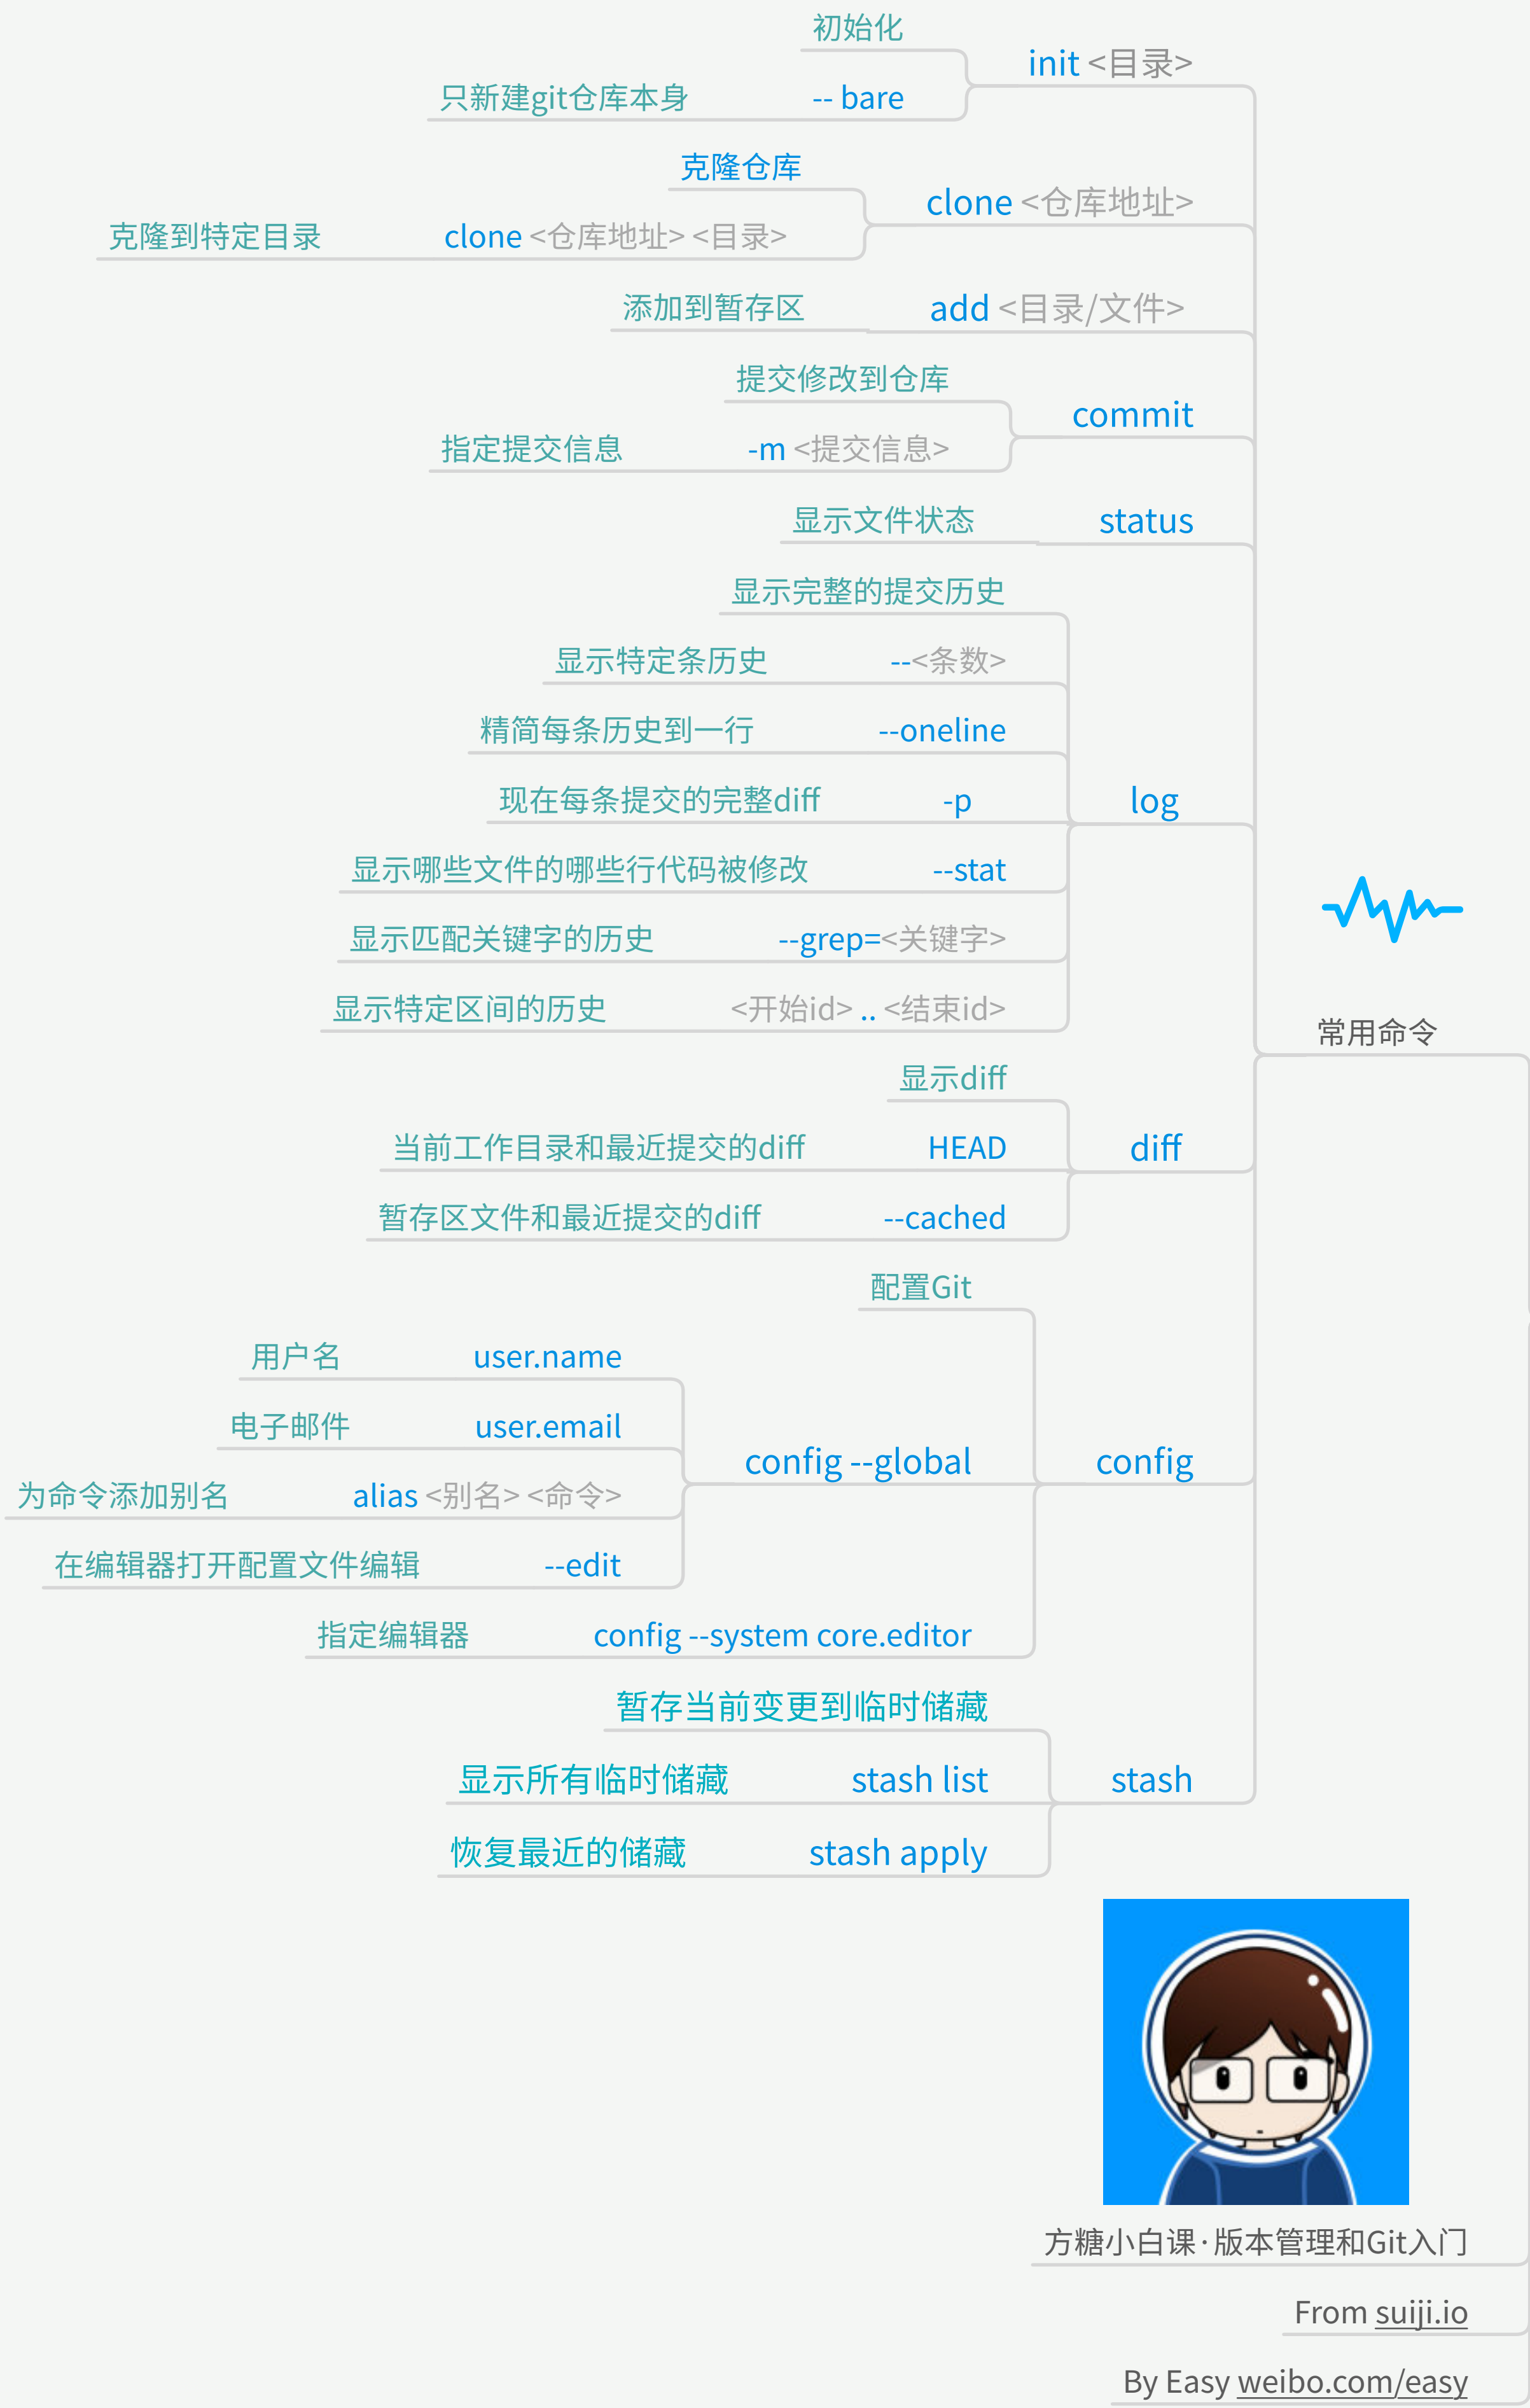 初始化
init <目录>
只新建git仓库本身 -- bare
克隆仓库
clone <仓库地址>
克隆到特定目录 clone <仓库地址> <目录>
添加到暂存区 add <目录/文件>
提交修改到仓库
commit
指定提交信息 -m <提交信息>
显示文件状态 status
显示完整的提交历史
显示特定条历史 --<条数>
精简每条历史到一行 --oneline
现在每条提交的完整diff -p
log
显示哪些文件的哪些行代码被修改 --stat
显示匹配关键字的历史 --grep=<关键字>
显示特定区间的历史 <开始id> .. <结束id>
常用命令
显示diff
当前工作目录和最近提交的diff HEAD
diff
暂存区文件和最近提交的diff --cached
配置Git
用户名 user.name
电子邮件 user.email
config --global
config
为命令添加别名 alias <别名> <命令>
在编辑器打开配置文件编辑 --edit
指定编辑器 config --system core.editor
暂存当前变更到临时储藏
显示所有临时储藏 stash list
stash
恢复最近的储藏 stash apply
方糖小白课·版本管理和Git入门
From suiji.io
By Easy weibo.com/easy